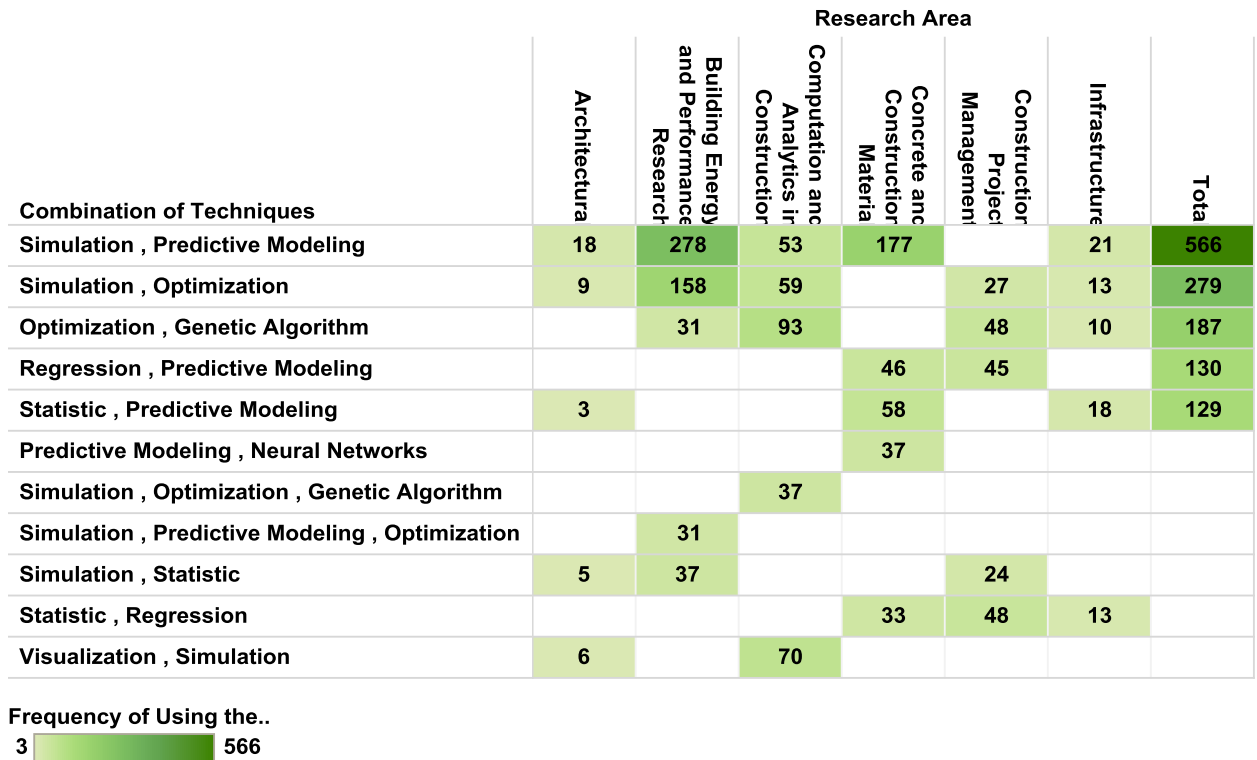 Research Area
Combination of Techniques
Architectura
Building Energy
and Performance
Research
Computation and
Analytics in
Construction
Concrete and
Construction
Materia
Construction
Project
Management
Infrastructure
Tota
Simulation , Predictive Modeling 18 278 53 177 21 566
Simulation , Optimization 9 158 59 27 13 279
Optimization , Genetic Algorithm 31 93 48 10 187
Regression , Predictive Modeling 46 45 130
Statistic , Predictive Modeling 3 58 18 129
Predictive Modeling , Neural Networks 37
Simulation , Optimization , Genetic Algorithm 37
Simulation , Predictive Modeling , Optimization 31
Simulation , Statistic 5 37 24
Statistic , Regression 33 48 13
Visualization , Simulation 6 70
Frequency of Using the..
3 566